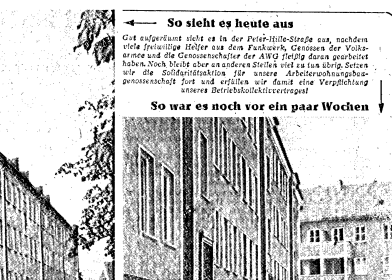 So sieht es heute aus
Gut aufgeräumt sieht es in der Peter-Hille-Straße aus, nachdem
viele freiwillige Helfer aus dem Funkwerk, Genossen der Volks-
armee und die Genossenschafter der AWG fleißig daran gearbeitet
haben. Noch bleibt aber an anderen Stellen viel zu tun übrig. Setzen
wir die Solidaritätsaktion für unsere Arbeiterwohnungsbau-
genossenschaft fort und erfüllen wir damit eine Verpflichtung
unseres Betriebskollektivvertrages!
So war es noch vor ein paar Wochen